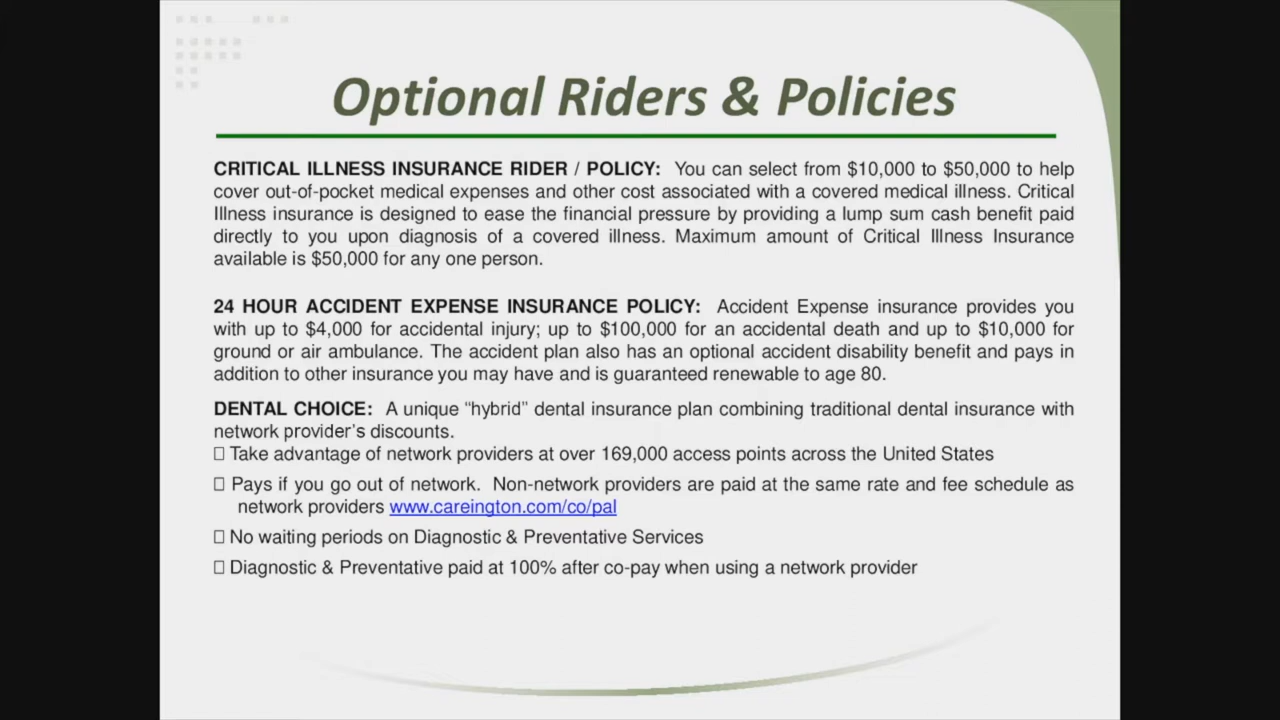 Optional Riders & Policies
CRITICAL ILLNESS INSURANCE RIDER / POLICY: You can select from $10,000 to $50,000 to help
cover out-of-pocket medical expenses and other cost associated with a covered medical illness. Critical
Illness insurance is designed to ease the financial pressure by providing a lump sum cash benefit paid
directly to you upon diagnosis of a covered illness. Maximum amount of Critical Illness Insurance
available is $50,000 for any one person.
24 HOUR ACCIDENT EXPENSE INSURANCE POLICY: Accident Expense insurance provides you
with up to $4,000 for accidental injury; up to $100,000 for an accidental death and up to $10,000 for
ground or air ambulance. The accident plan also has an optional accident disability benefit and pays in
addition to other insurance you may have and is guaranteed renewable to age 80.
DENTAL CHOICE: A unique “hybrid” dental insurance plan combining traditional dental insurance with
network provider’s discounts.
□ Take advantage of network providers at over 169,000 access points across the United States
□ Pays if you go out of network. Non-network providers are paid at the same rate and fee schedule as
network providers www.careington.com/co/pal
□ No waiting periods on Diagnostic & Preventative Services
□ Diagnostic & Preventative paid at 100% after co-pay when using a network provider